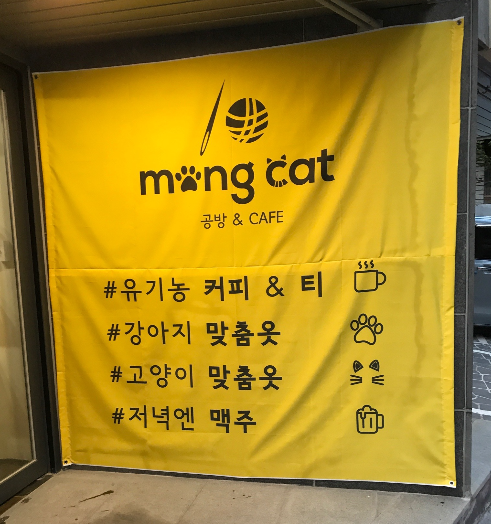 mong cat
공방 & CAFE
#유기농 커피 & 티
#강아지 맞춤옷
#고양이 맞춤옷
#저녁엔 맥주